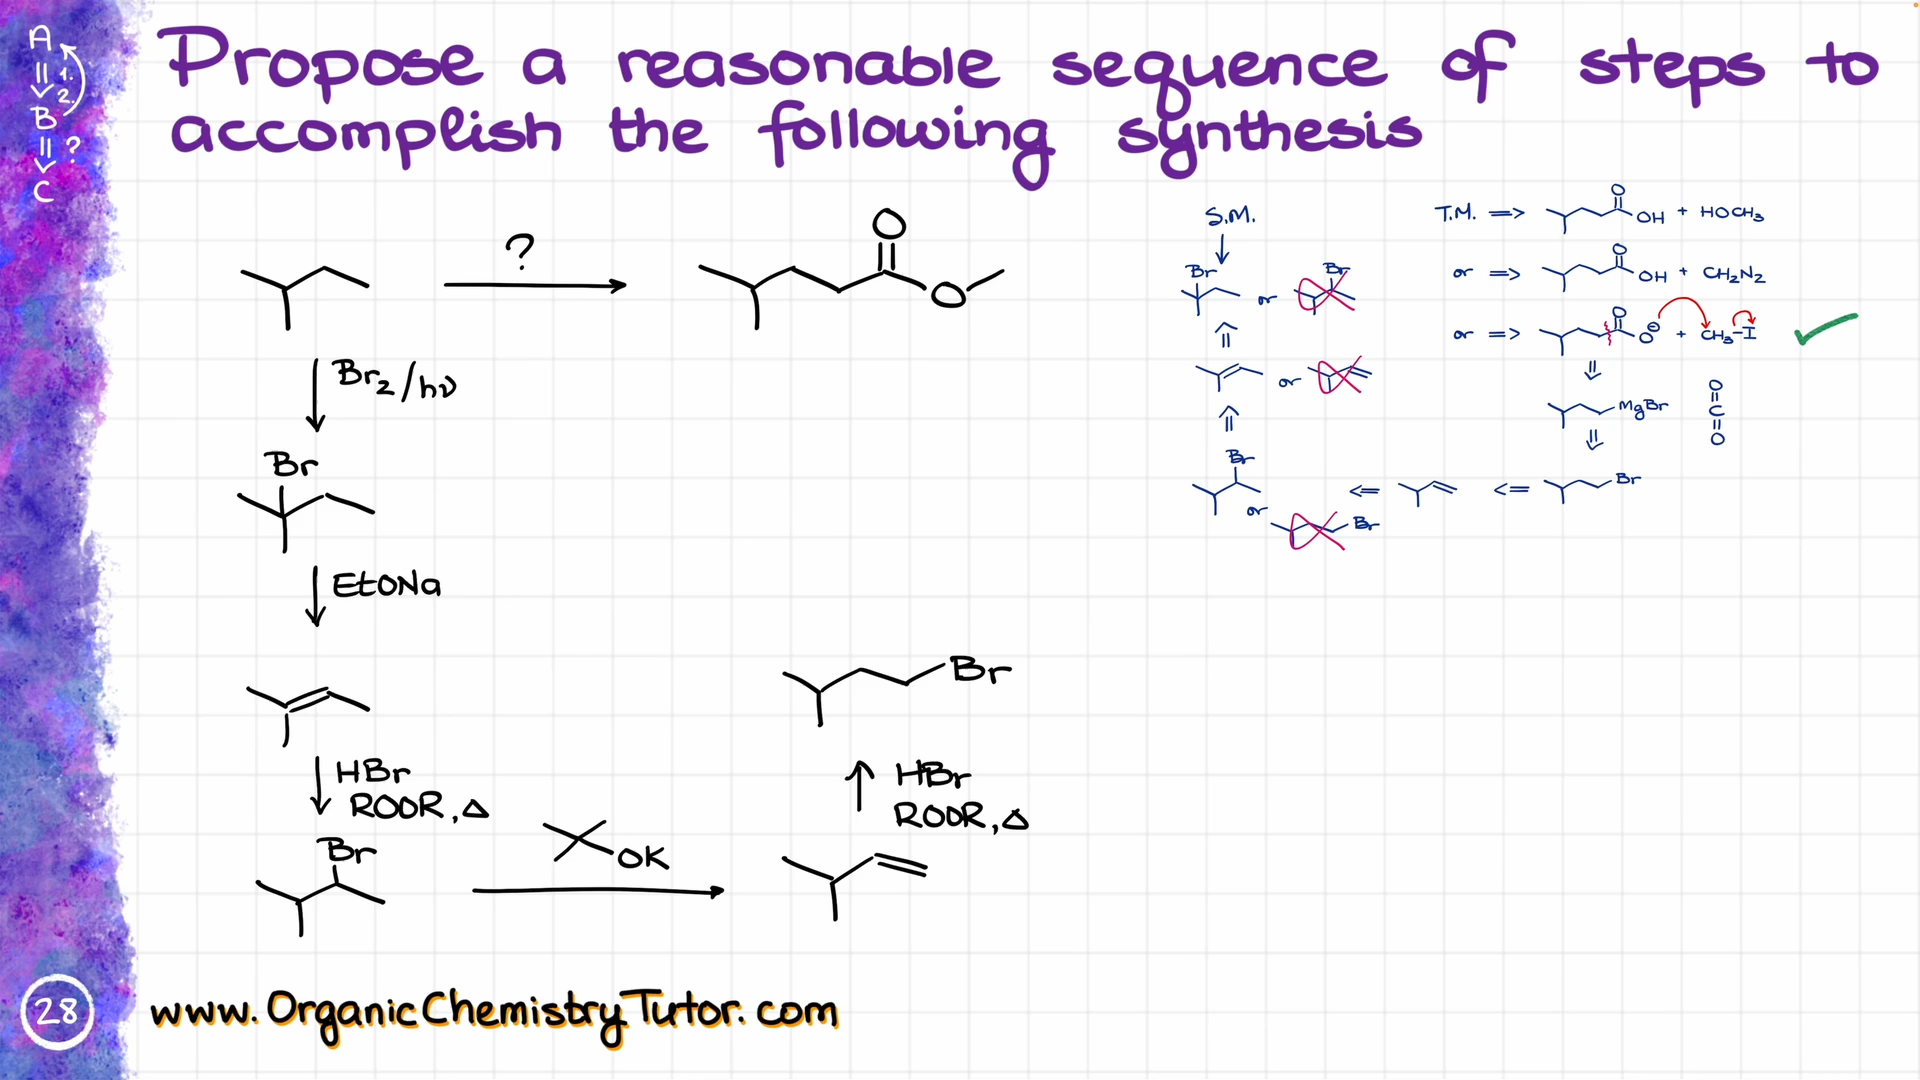 A
1.
2.
B
?
C
Propose a reasonable sequence of steps to
accomplish the following synthesis
?
O
O
Br₂/hν
Br
EtONa
HBr
ROOR, Δ
Br
OK
Br
HBr
ROOR, Δ
S.M.
Br
or
Br
or
Br
or
Br
T.M. ⇒
O
OH + HOCH₃
or ⇒
O
OH + CH₂N₂
or ⇒
O
O⊖ + CH₃-I
MgBr
O
C
O
⇐
⇐
Br
28
www.OrganicChemistryTutor.com